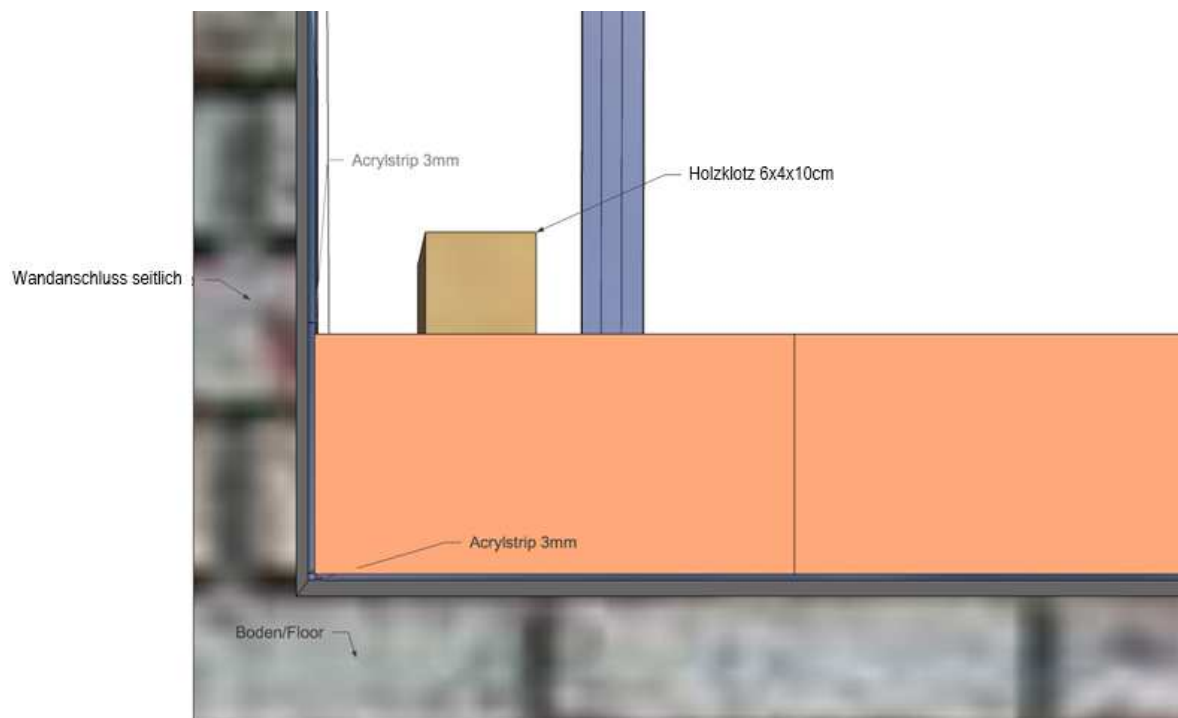 Acrylstrip 3mm
Holzklotz 6x4x10cm
Wandanschluss seitlich
Acrylstrip 3mm
Boden/Floor